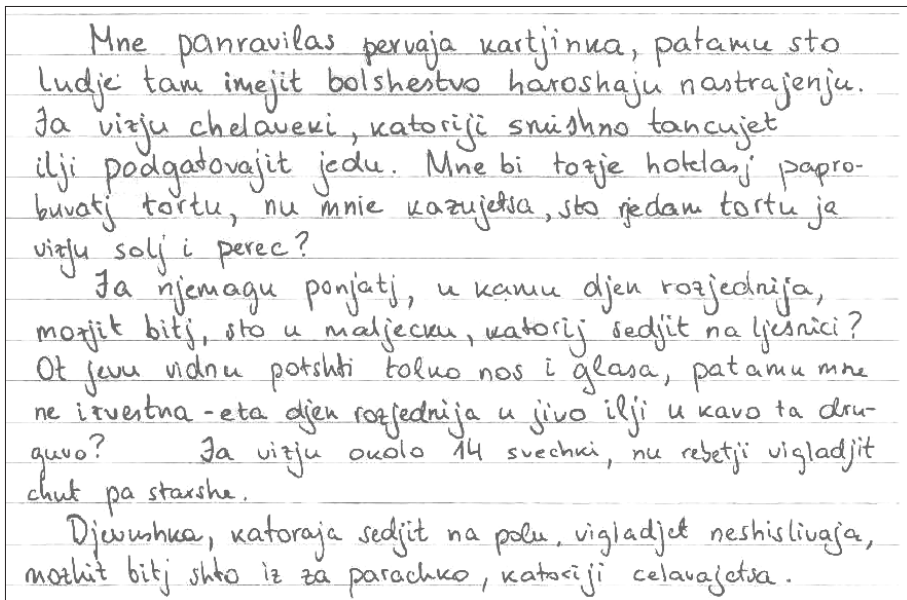 Mne panravilas pervaja kartjinka, patamu sto
ludje tam imejit bolshestvo haroshaju nastrajenju.
Ja vizju chelaveki, katoriji smishno tancujet
ilji podgatovajit jedu. Mne bi tozje hotelasj papro-
buvatj tortu, nu mnie kazujetsa, sto rjedam tortu ja
vizju solj i perec?
Ja njemagu ponjatj, u kamu djen rozjednija,
mozjit bitj, sto u maljecku, katorij sedjit na ljesnici?
Ot jevu vidnu potshti tolko nos i glasa, patamu mne
ne izvestna - eta djen rozjednija u jivo ilji u kavo ta dru-
guvo? Ja vizju okolo 14 svechki, nu rebetji vigladjit
chut pa starshe.
Djevushka, katoraja sedjit na polu, vigladjet neshislivaja,
mozhit bitj shto iz za parachko, katoriji celavajetsa.